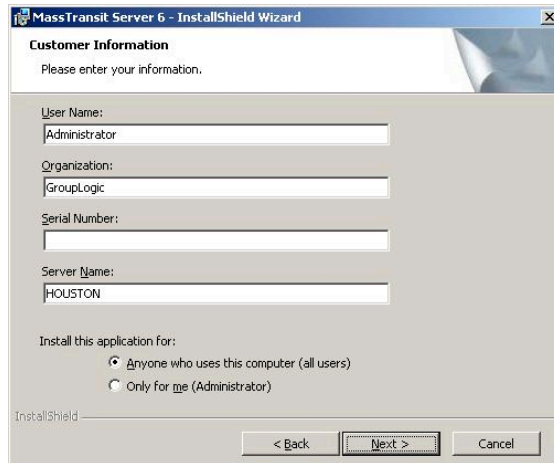 MassTransit Server 6 - InstallShield Wizard
Customer Information
Please enter your information.
User Name:
Administrator
Organization:
GroupLogic
Serial Number:
Server Name:
HOUSTON
Install this application for:
Anyone who uses this computer (all users)
Only for me (Administrator)
InstallShield
< Back
Next >
Cancel